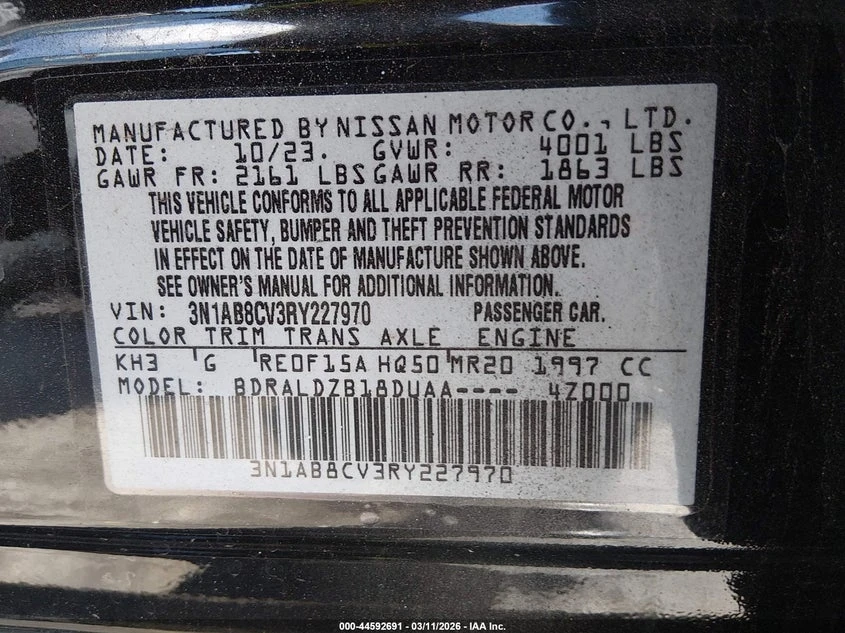 MANUFACTURED BY NISSAN MOTOR CO., LTD.
DATE: 10/23. GVWR: 4001 LBS
GAWR FR: 2161 LBS GAWR RR: 1863 LBS
THIS VEHICLE CONFORMS TO ALL APPLICABLE FEDERAL MOTOR
VEHICLE SAFETY, BUMPER AND THEFT PREVENTION STANDARDS
IN EFFECT ON THE DATE OF MANUFACTURE SHOWN ABOVE.
SEE OWNER'S MANUAL FOR ADDITIONAL INFORMATION.
VIN: 3N1AB8CV3RY227970 PASSENGER CAR.
COLOR TRIM TRANS AXLE ENGINE
KH3 'G 'RE0F15A HQ50'MR20 1997 CC
MODEL: BDRALDZB18DUAA---- 4Z000
3N1AB8CV3RY227970
000-44592691 - 03/11/2026 - IAA Inc.